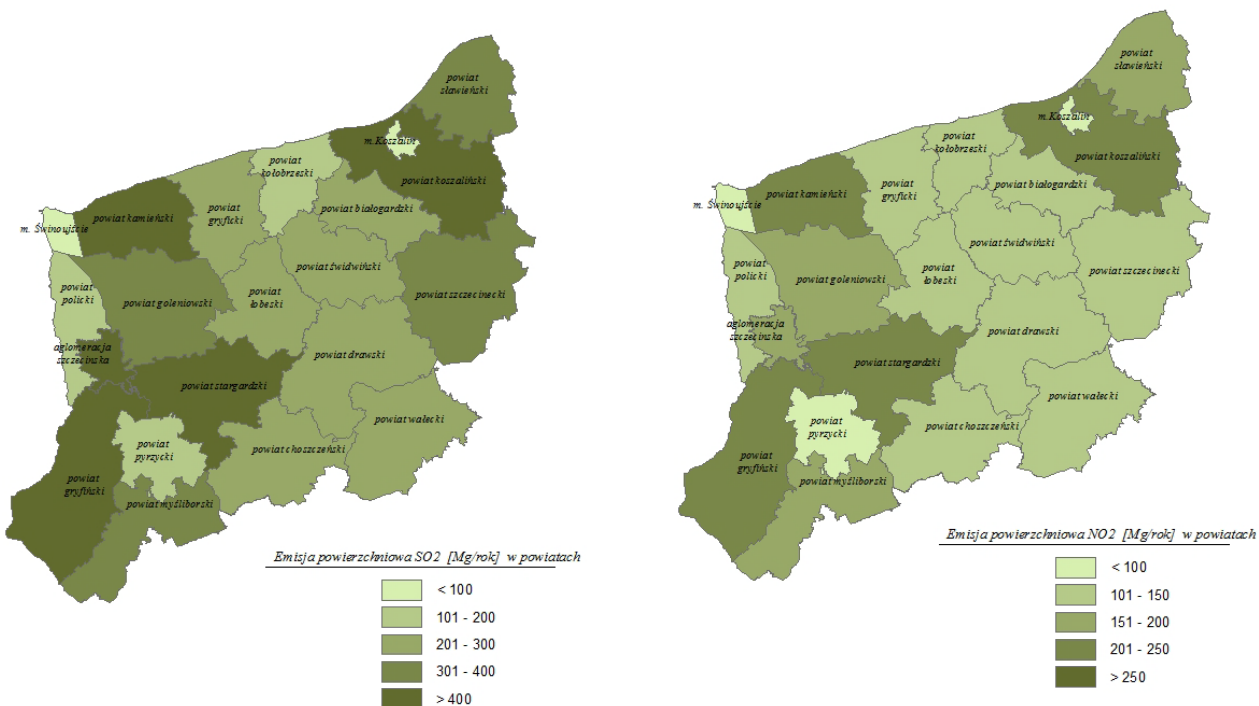 powiat
sławieński
m.Koszalin
powiat
kołobrzeski
powiat koszaliński
powiat kamieński
powiat
gryficki
powiat białogardzki
m. Świnoujście
powiat
policki
powiat goleniowski
powiat
łobeski
powiat świdwiński
powiat szczecinecki
aglomeracja
szczecińska
powiat drawski
powiat stargardzki
powiat wałecki
powiat
pyrzycki
powiat choszczeński
powiat
gryfiński
powiat myśliborski
Emisja powierzchniowa SO2 [Mg/rok] w powiatach
< 100
101 - 200
201 - 300
301 - 400
> 400
powiat
sławieński
m.Koszalin
powiat
kołobrzeski
powiat koszaliński
powiat kamieński
powiat
gryficki
powiat białogardzki
m. Świnoujście
powiat
policki
powiat goleniowski
powiat
łobeski
powiat świdwiński
powiat szczecinecki
aglomeracja
szczecińska
powiat drawski
powiat stargardzki
powiat wałecki
powiat
pyrzycki
powiat choszczeński
powiat
gryfiński
powiat myśliborski
Emisja powierzchniowa NO2 [Mg/rok] w powiatach
< 100
101 - 150
151 - 200
201 - 250
> 250